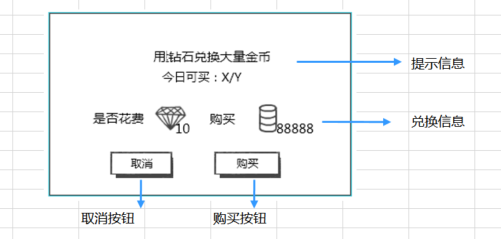 用钻石兑换大量金币
今日可买：X/Y
提示信息
是否花费 10 购买 88888
兑换信息
取消 购买
取消按钮 购买按钮